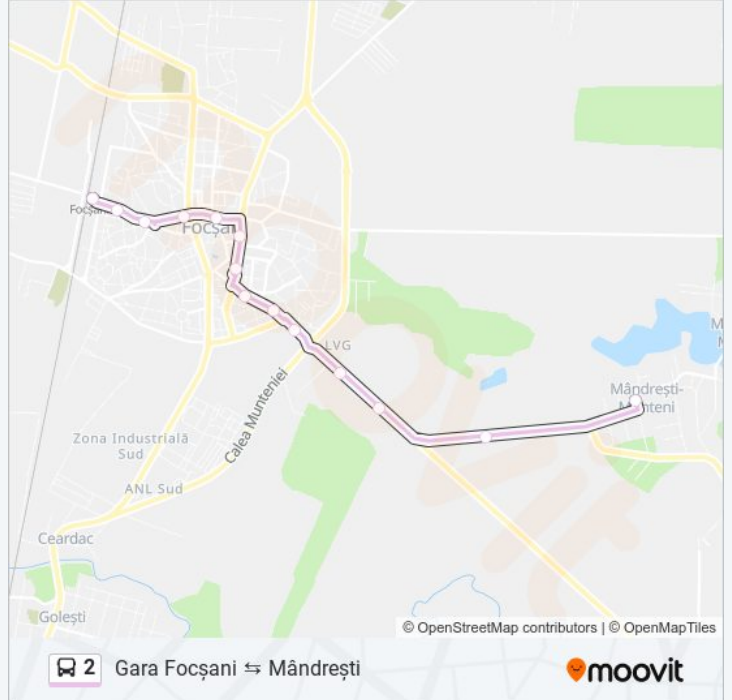 Focșani
Focșani
LVG
M
M
Mândrești-
Munteni
Calea Munteniei
Zona Industrială
Sud
ANL Sud
Ceardac
Golești
© OpenStreetMap contributors | © OpenMapTiles
2 Gara Focșani ⇆ Mândrești
moovit